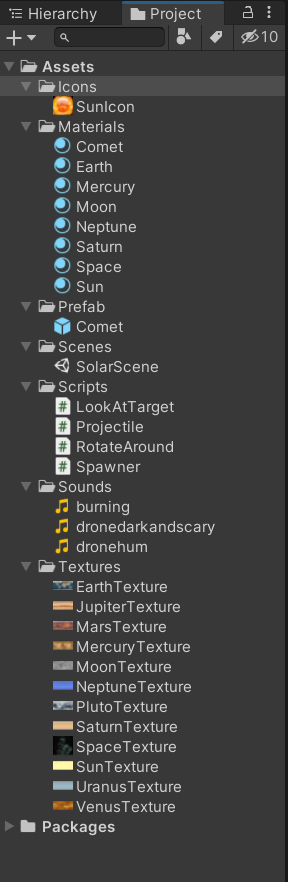 Hierarchy Project
10
Assets
Icons
SunIcon
Materials
Comet
Earth
Mercury
Moon
Neptune
Saturn
Space
Sun
Prefab
Comet
Scenes
SolarScene
Scripts
# LookAtTarget
# Projectile
# RotateAround
# Spawner
Sounds
burning
dronedarkandscary
dronehum
Textures
EarthTexture
JupiterTexture
MarsTexture
MercuryTexture
MoonTexture
NeptuneTexture
PlutoTexture
SaturnTexture
SpaceTexture
SunTexture
UranusTexture
VenusTexture
Packages